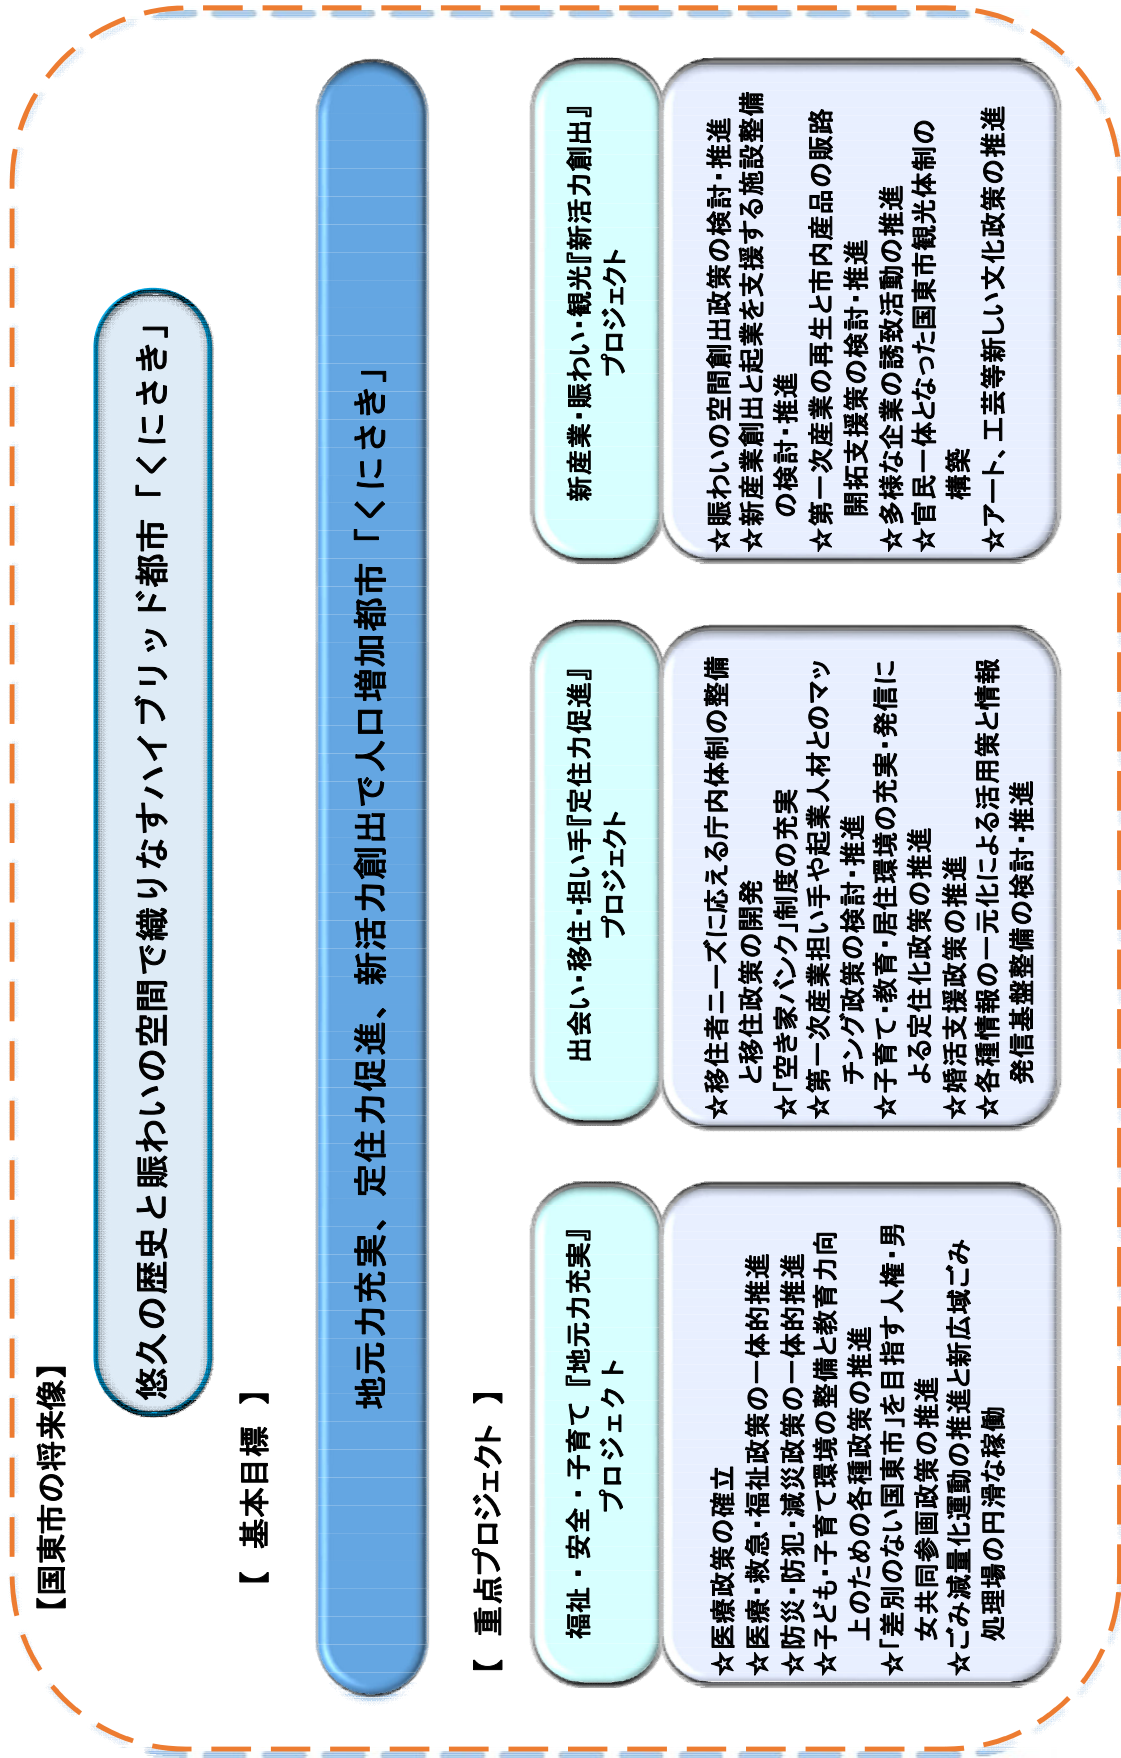 【国東市の将来像】
悠久の歴史と賑わいの空間で織りなすハイブリッド都市「くにさき」
【 基本目標 】
地元力充実、定住力促進、新活力創出で人口増加都市「くにさき」
【 重点プロジェクト 】
福祉・安全・子育て『地元力充実』
プロジェクト
☆医療政策の確立
☆医療・救急・福祉政策の一体的推進
☆防災・防犯・減災政策の一体的推進
☆子ども・子育て環境の整備と教育力向
上のための各種政策の推進
☆「差別のない国東市」を目指す人権・男
女共同参画政策の推進
☆ごみ減量化運動の推進と新広域ごみ
処理場の円滑な稼働
出会い・移住・担い手『定住力促進』
プロジェクト
☆移住者ニーズに応える庁内体制の整備
と移住政策の開発
☆「空き家バンク」制度の充実
☆第一次産業担い手や起業人材とのマッ
チング政策の検討・推進
☆子育て・教育・居住環境の充実・発信に
よる定住化政策の推進
☆婚活支援政策の推進
☆各種情報の一元化による活用策と情報
発信基盤整備の検討・推進
新産業・賑わい・観光『新活力創出』
プロジェクト
☆賑わいの空間創出政策の検討・推進
☆新産業創出と起業を支援する施設整備
の検討・推進
☆第一次産業の再生と市内産品の販路
開拓支援策の検討・推進
☆多様な企業の誘致活動の推進
☆官民一体となった国東市観光体制の
構築
☆アート、工芸等新しい文化政策の推進